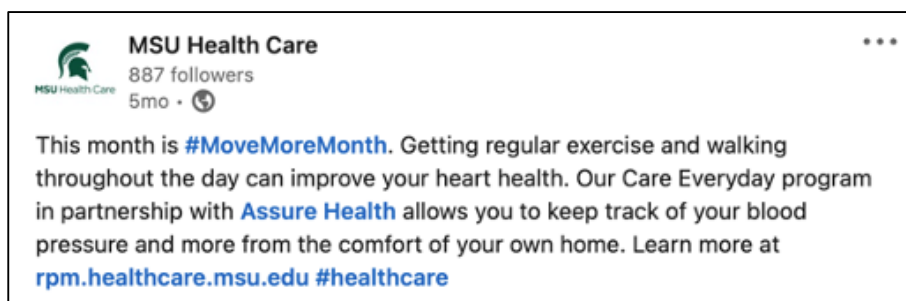 MSU Health Care
887 followers
MSU Health Care
5mo •
This month is #MoveMoreMonth. Getting regular exercise and walking
throughout the day can improve your heart health. Our Care Everyday program
in partnership with Assure Health allows you to keep track of your blood
pressure and more from the comfort of your own home. Learn more at
rpm.healthcare.msu.edu #healthcare